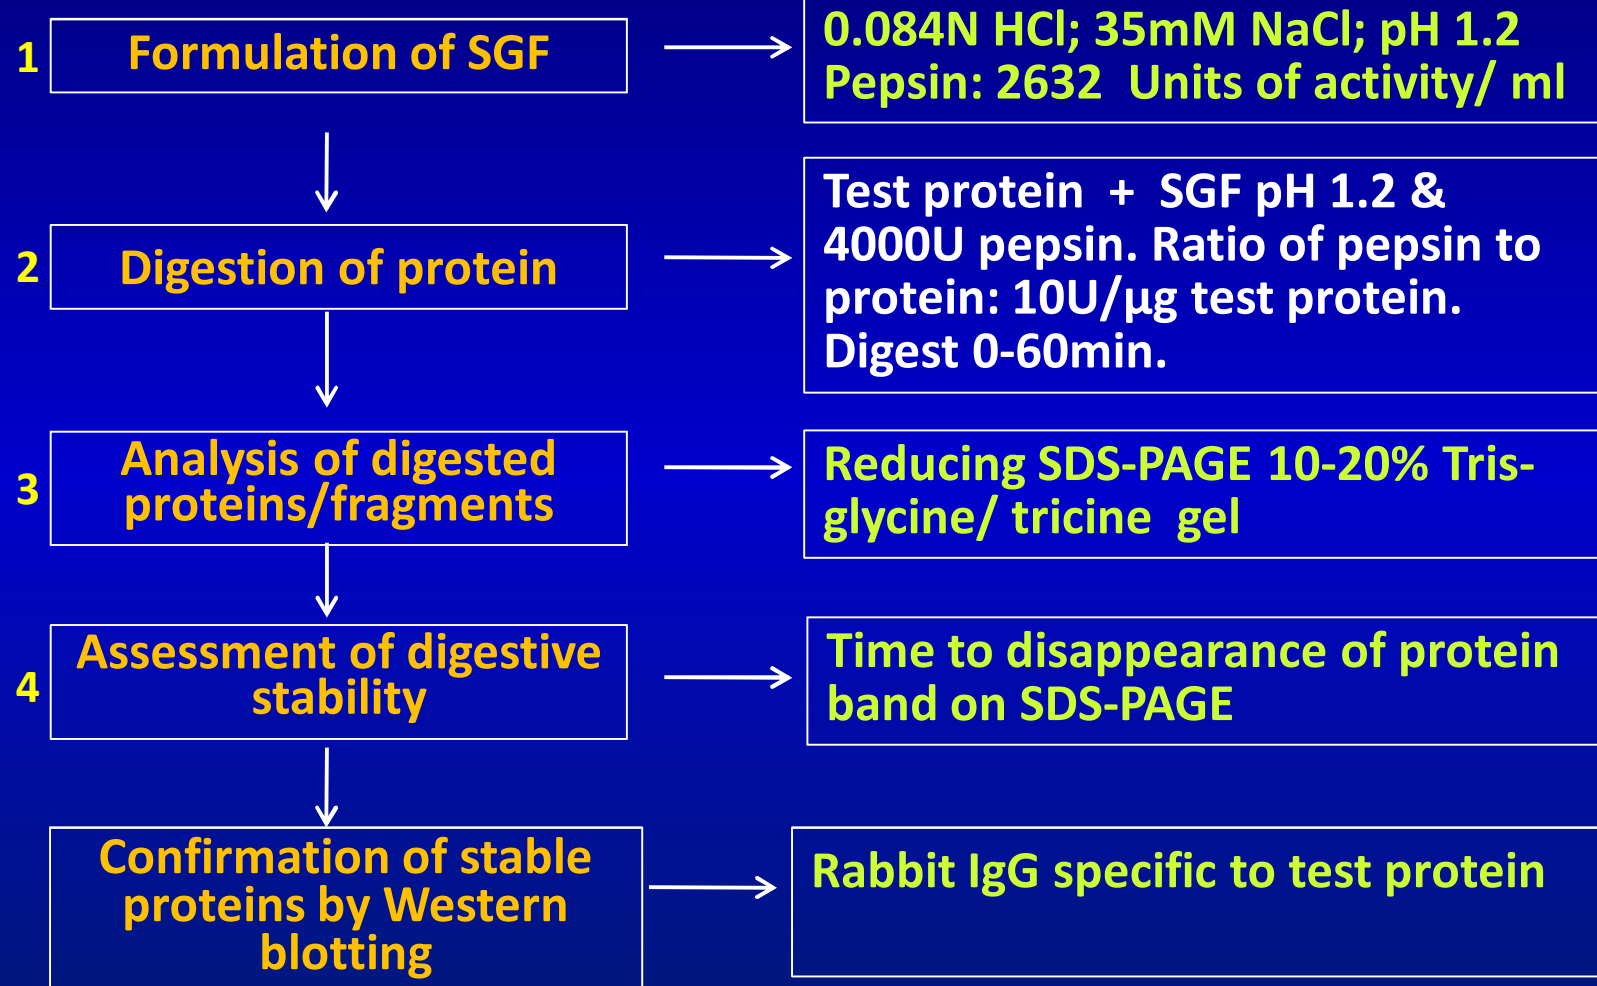 1
Formulation of SGF
0.084N HCl; 35mM NaCl; pH 1.2
Pepsin: 2632 Units of activity/ ml
2
Digestion of protein
Test protein + SGF pH 1.2 &
4000U pepsin. Ratio of pepsin to
protein: 10U/µg test protein.
Digest 0-60min.
3
Analysis of digested
proteins/fragments
Reducing SDS-PAGE 10-20% Tris-
glycine/ tricine gel
4
Assessment of digestive
stability
Time to disappearance of protein
band on SDS-PAGE
Confirmation of stable
proteins by Western
blotting
Rabbit IgG specific to test protein